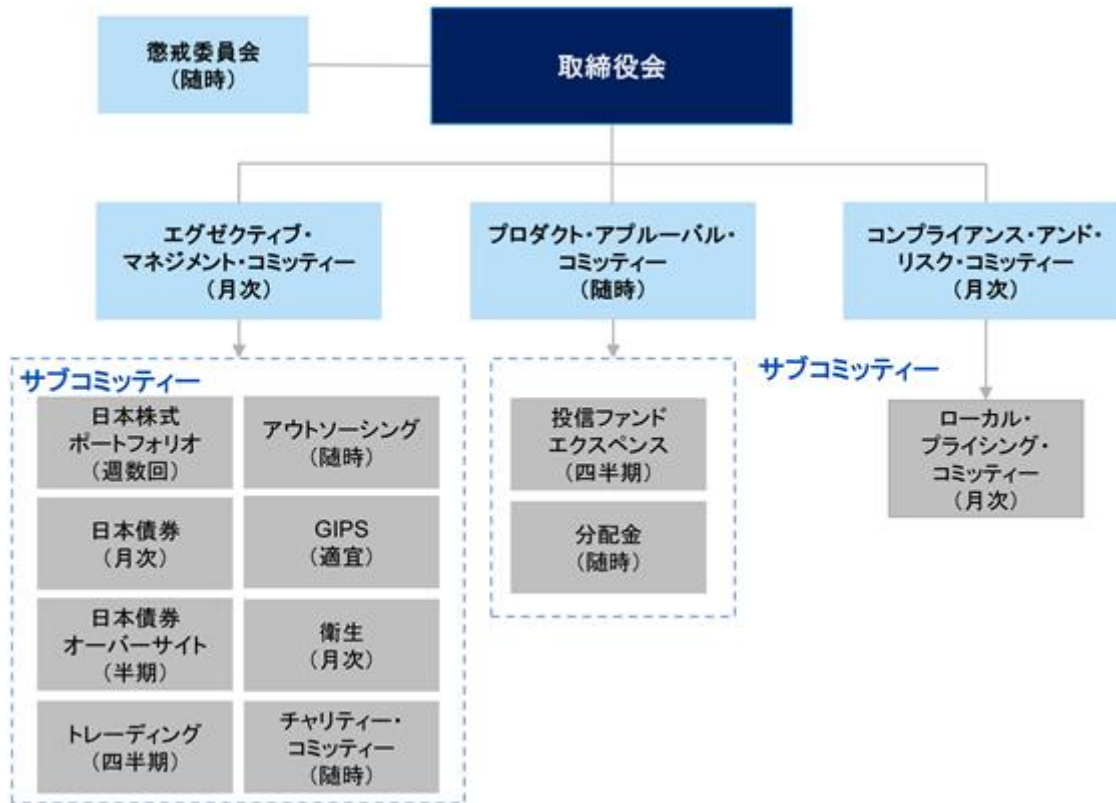 懲戒委員会
（随時）
取締役会
エグゼクティブ・
マネジメント・コミッティー
（月次）
プロダクト・アプルーバル・
コミッティー
（随時）
コンプライアンス・アンド・
リスク・コミッティー
（月次）
サブコミッティー
日本株式
ポートフォリオ
（週数回）
アウトソーシング
（随時）
日本債券
（月次）
GIPS
（適宜）
日本債券
オーバーサイト
（半期）
衛生
（月次）
トレーディング
（四半期）
チャリティー・
コミッティー
（随時）
投信ファンド
エクスペンス
（四半期）
分配金
（随時）
サブコミッティー
ローカル・
プライシング・
コミッティー
（月次）